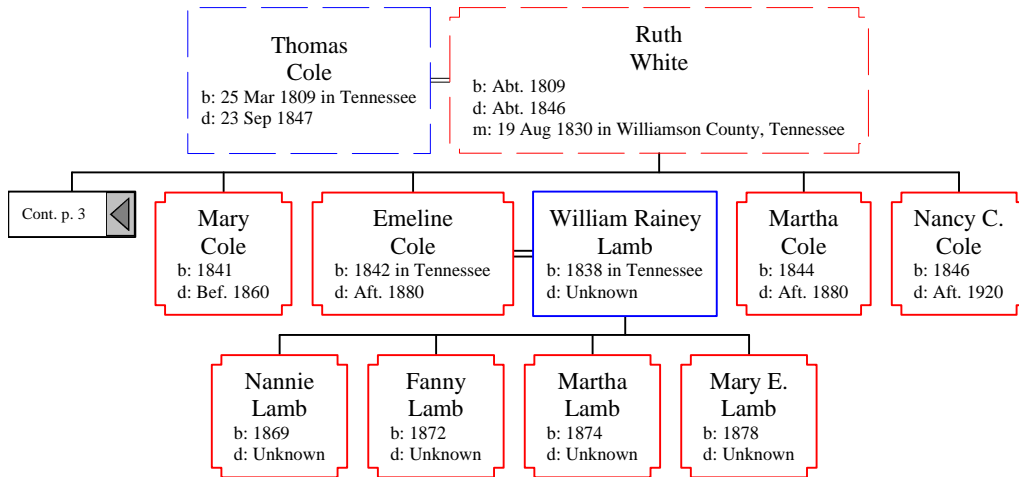 Thomas
Cole
b: 25 Mar 1809 in Tennessee
d: 23 Sep 1847
Ruth
White
b: Abt. 1809
d: Abt. 1846
m: 19 Aug 1830 in Williamson County, Tennessee
Cont. p. 3
Mary
Cole
b: 1841
d: Bef. 1860
Emeline
Cole
b: 1842 in Tennessee
d: Aft. 1880
William Rainey
Lamb
b: 1838 in Tennessee
d: Unknown
Martha
Cole
b: 1844
d: Aft. 1880
Nancy C.
Cole
b: 1846
d: Aft. 1920
Nannie
Lamb
b: 1869
d: Unknown
Fanny
Lamb
b: 1872
d: Unknown
Martha
Lamb
b: 1874
d: Unknown
Mary E.
Lamb
b: 1878
d: Unknown